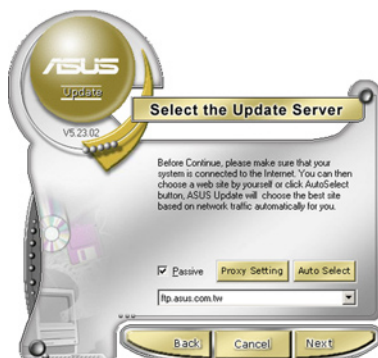 ASUS
Update
V5.23.02
Select the Update Server
Before Continue, please make sure that your
system is connected to the Internet. You can then
choose a web site by yourself or click AutoSelect
button, ASUS Update will choose the best site
based on network traffic automatically for you.
Passive
Proxy Setting
Auto Select
ftp.asus.com.tw
Back
Cancel
Next